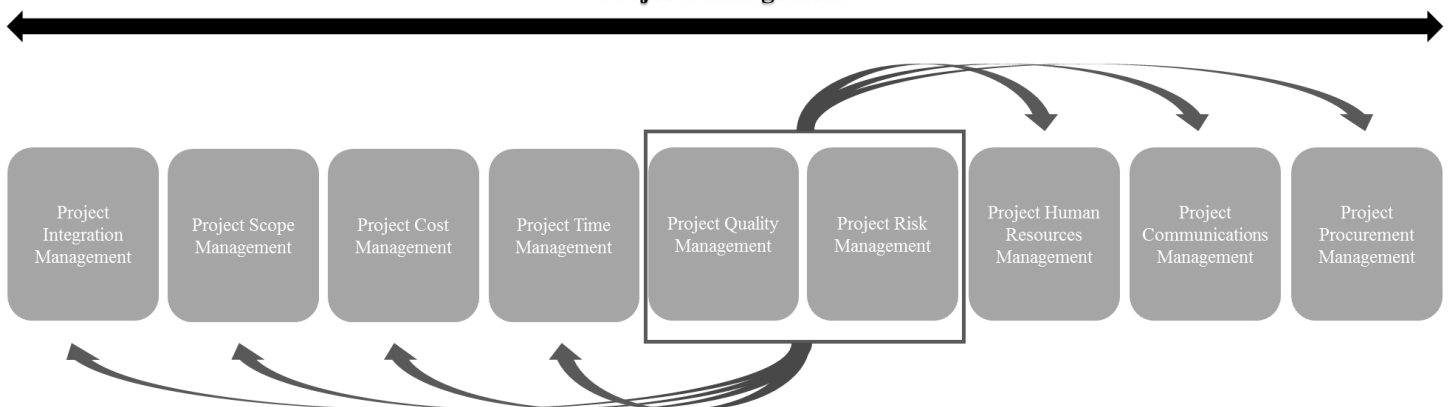 Project
Integration
Management
Project Scope
Management
Project Cost
Management
Project Time
Management
Project Quality
Management
Project Risk
Management
Project Human
Resources
Management
Project
Communications
Management
Project
Procurement
Management